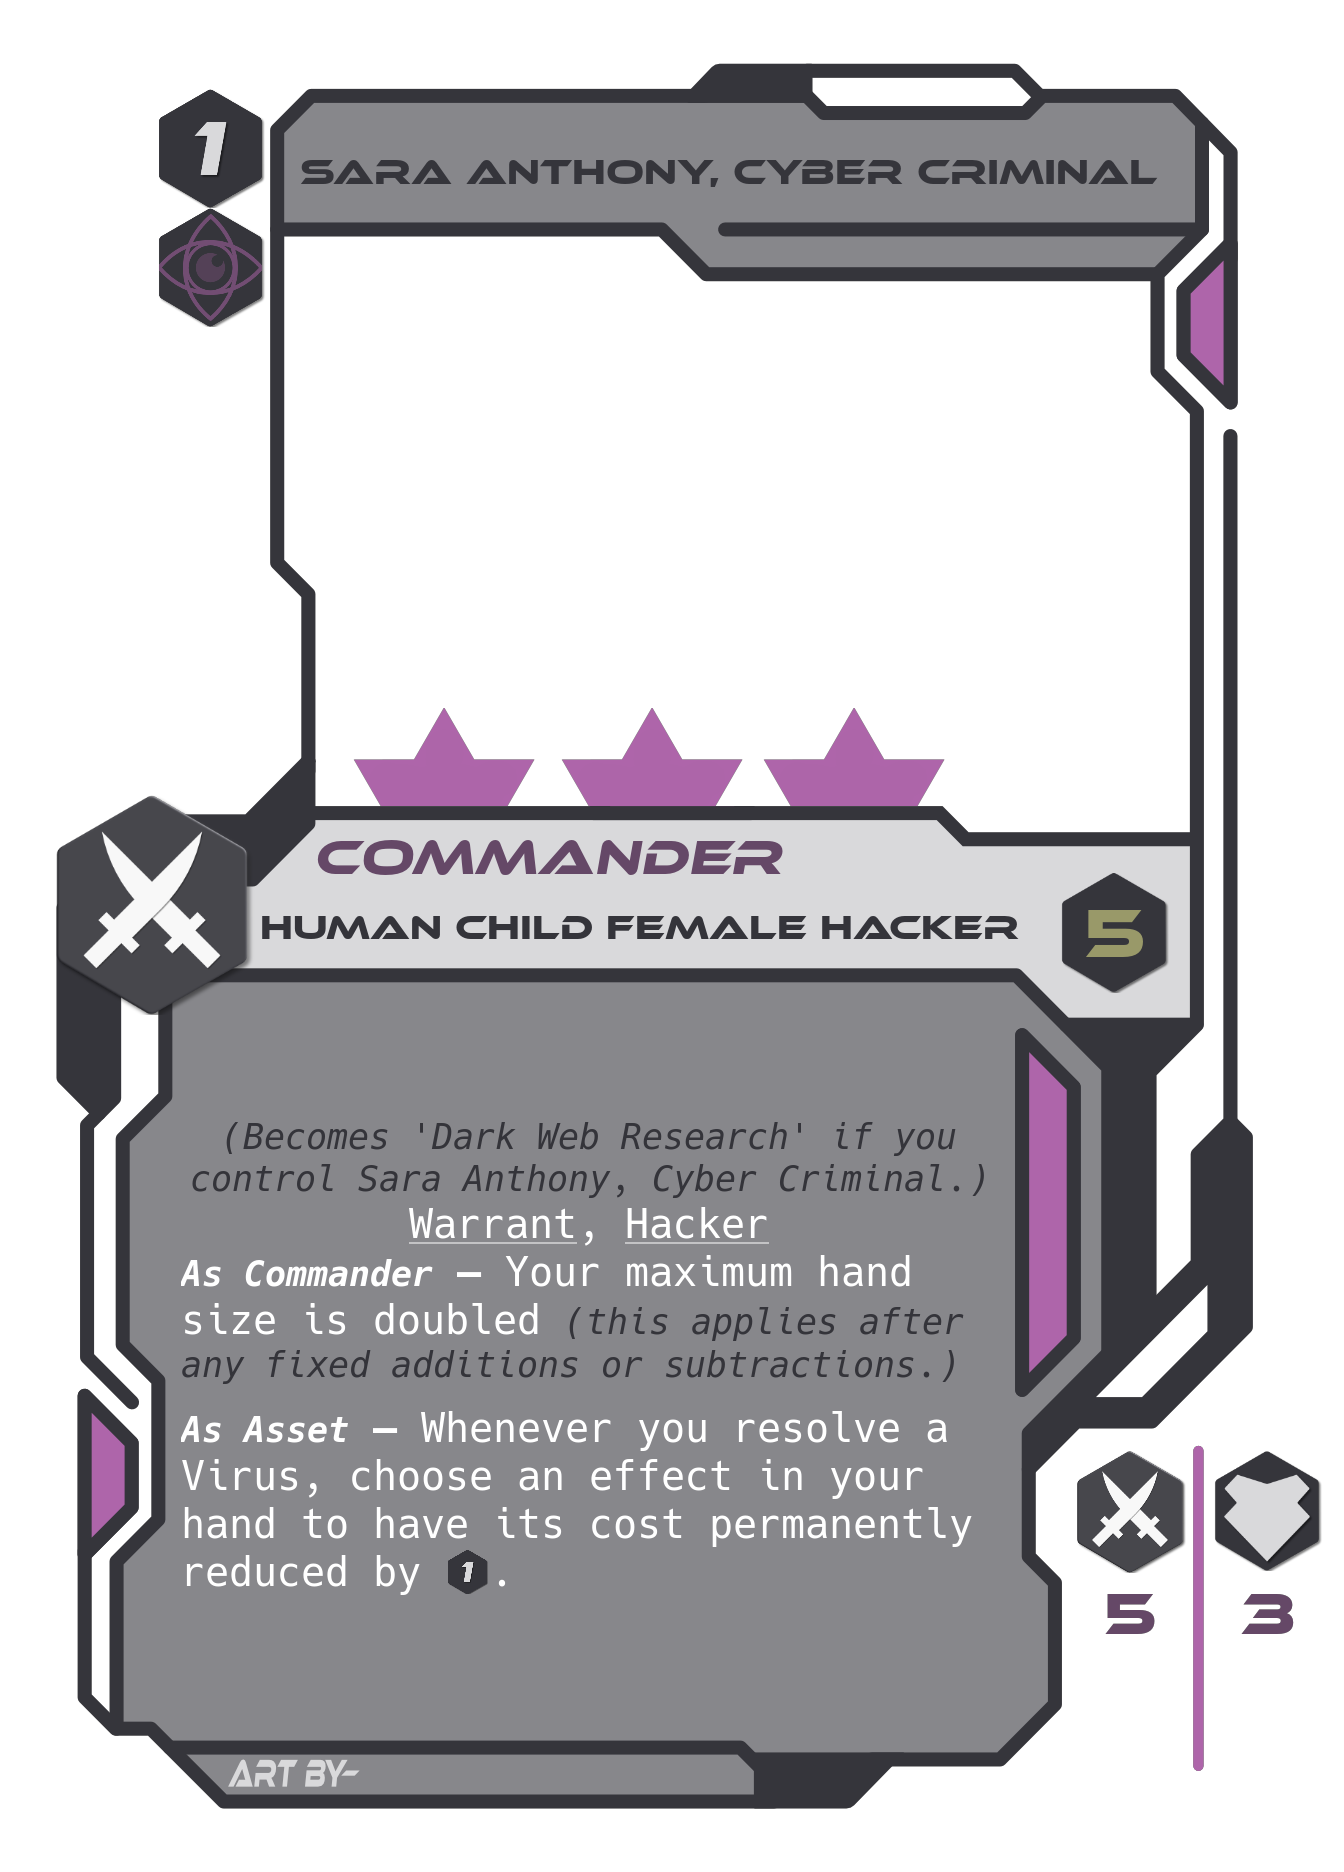 1
SARA ANTHONY, CYBER CRIMINAL
COMMANDER
HUMAN CHILD FEMALE HACKER
5
(Becomes 'Dark Web Research' if you
control Sara Anthony, Cyber Criminal.)
Warrant, Hacker
As Commander — Your maximum hand
size is doubled (this applies after
any fixed additions or subtractions.)
As Asset — Whenever you resolve a
Virus, choose an effect in your
hand to have its cost permanently
reduced by 1.
5
3
ART BY-